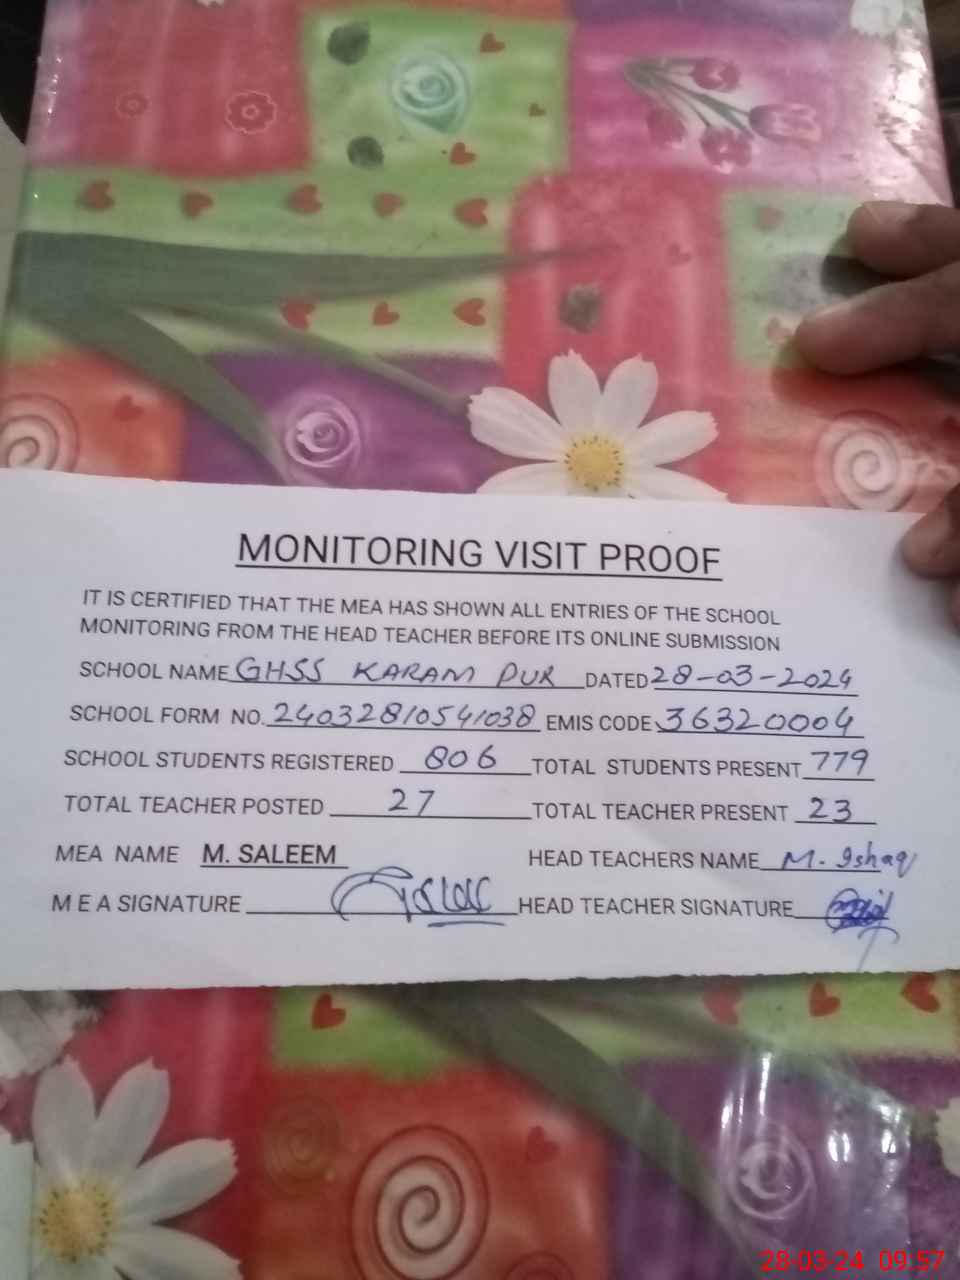 MONITORING VISIT PROOF
IT IS CERTIFIED THAT THE MEA HAS SHOWN ALL ENTRIES OF THE SCHOOL
MONITORING FROM THE HEAD TEACHER BEFORE ITS ONLINE SUBMISSION
SCHOOL NAME GHSS KARAM PUR DATED 28-03-2024
SCHOOL FORM NO. 24032810541038 EMIS CODE 36320004
SCHOOL STUDENTS REGISTERED 806 TOTAL STUDENTS PRESENT 779
TOTAL TEACHER POSTED 27 TOTAL TEACHER PRESENT 23
MEA NAME M. SALEEM HEAD TEACHERS NAME M. Ishaq
M E A SIGNATURE HEAD TEACHER SIGNATURE
28-03-24 09:57